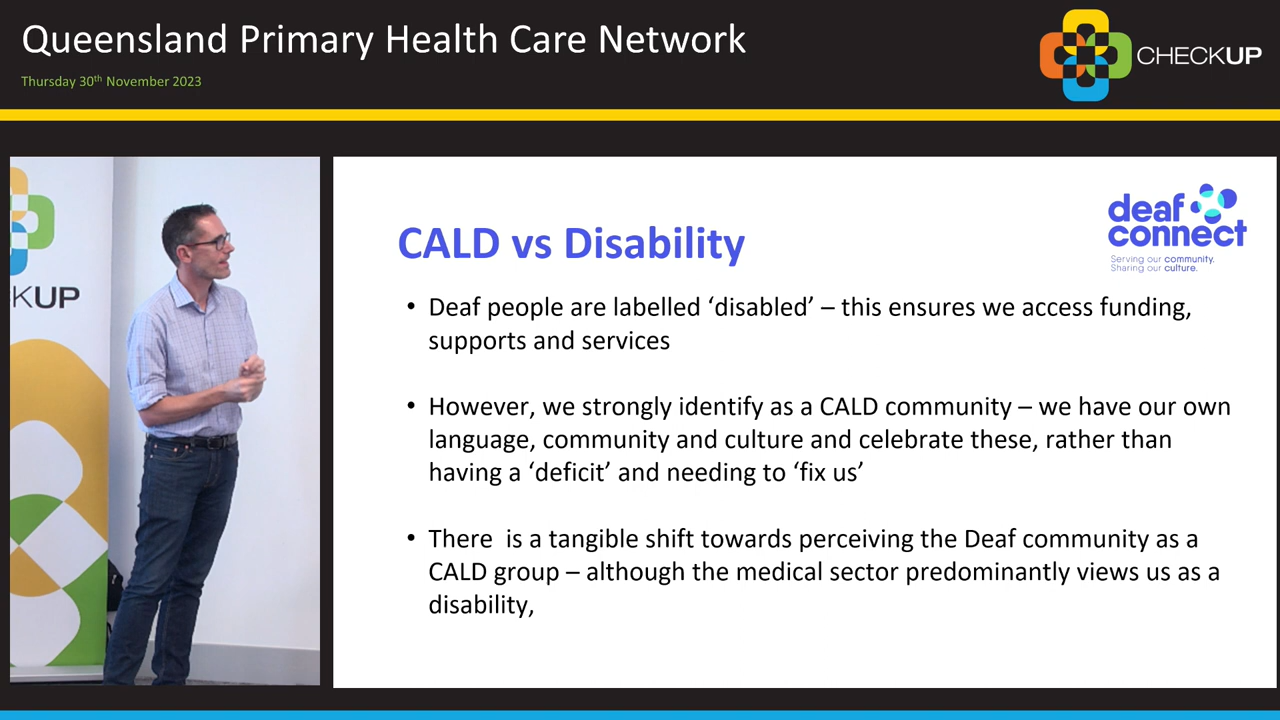 Queensland Primary Health Care Network
Thursday 30th November 2023
CHECKUP
CKUP
deaf
connect
Serving our community.
Sharing our culture.
CALD vs Disability
• Deaf people are labelled ‘disabled’ – this ensures we access funding,
supports and services
• However, we strongly identify as a CALD community – we have our own
language, community and culture and celebrate these, rather than
having a ‘deficit’ and needing to ‘fix us’
• There  is a tangible shift towards perceiving the Deaf community as a
CALD group – although the medical sector predominantly views us as a
disability,